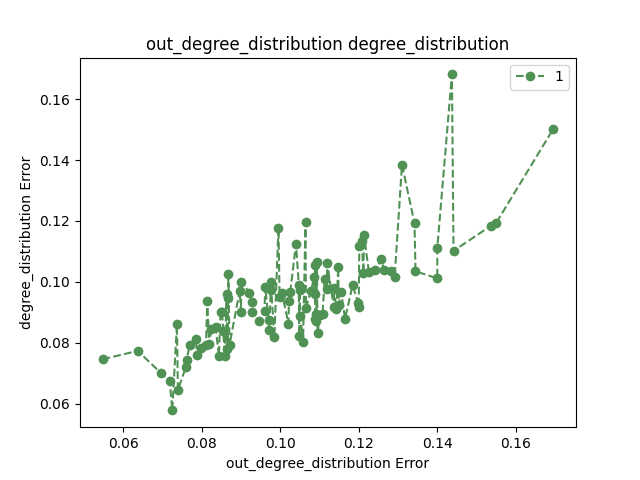 out_degree_distribution degree_distribution
1
0.16
0.14
0.12
0.10
0.08
0.06
degree_distribution Error
0.06 0.08 0.10 0.12 0.14 0.16
out_degree_distribution Error